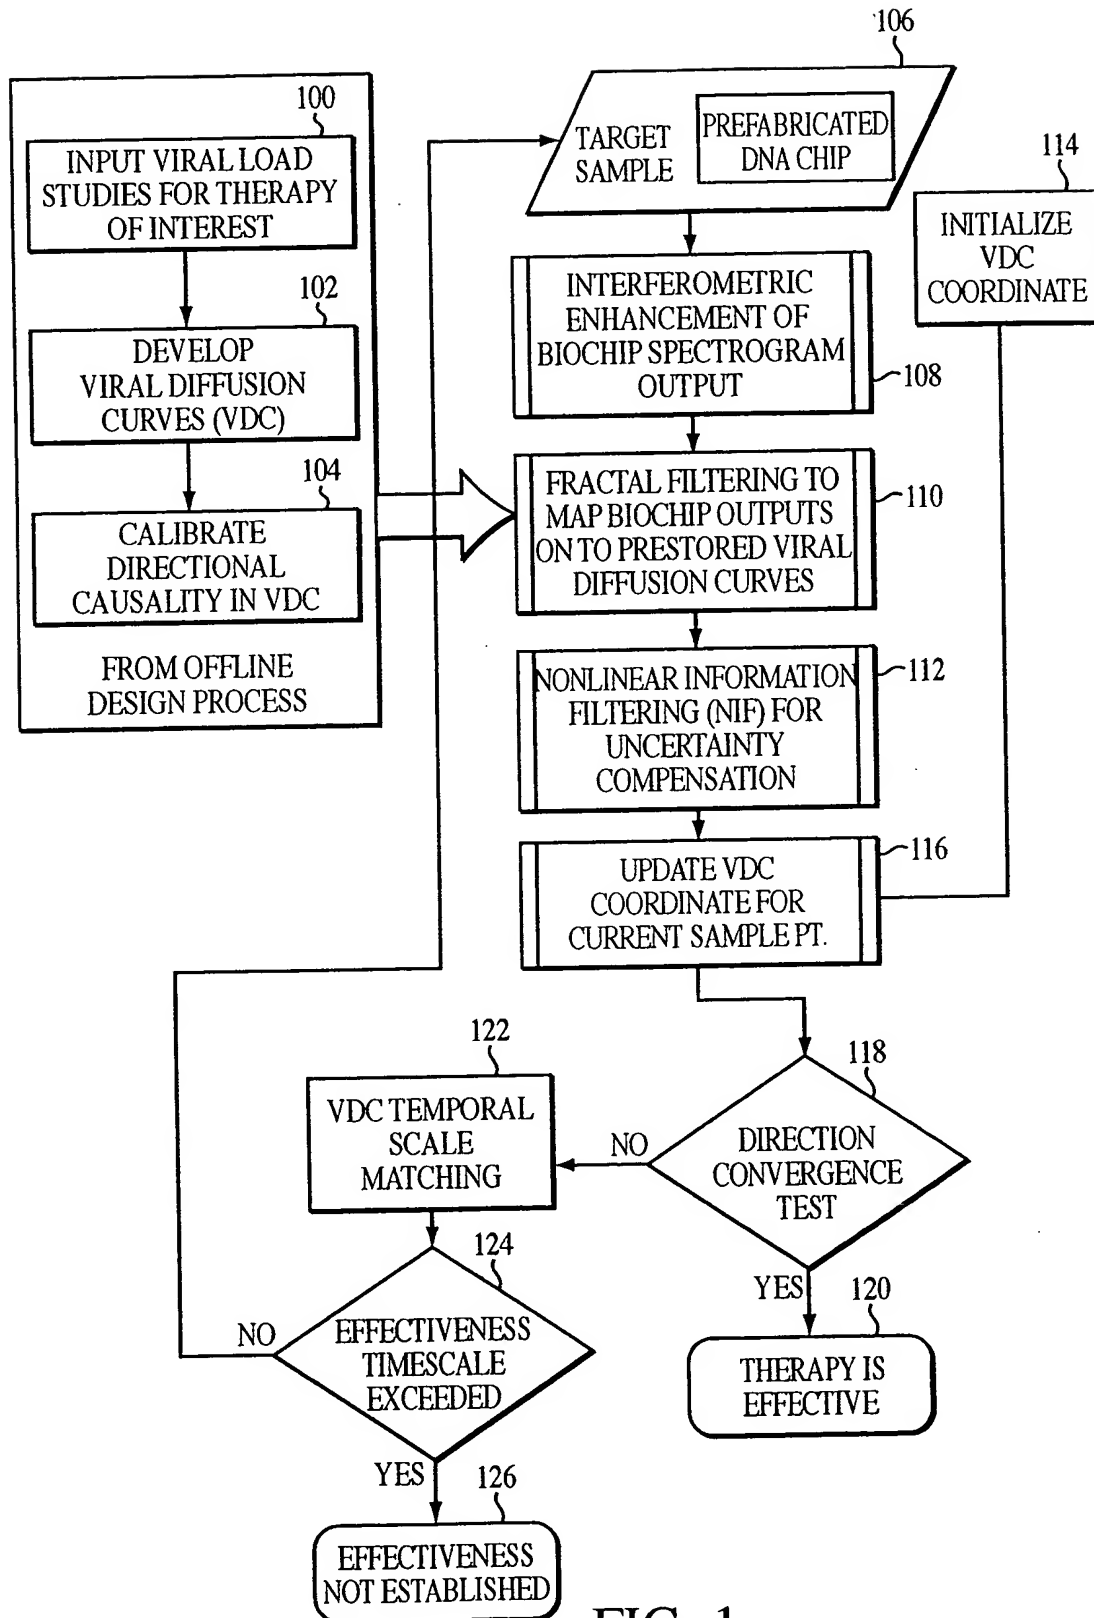 100
INPUT VIRAL LOAD
STUDIES FOR THERAPY
OF INTEREST
102
DEVELOP
VIRAL DIFFUSION
CURVES (VDC)
104
CALIBRATE
DIRECTIONAL
CAUSALITY IN VDC
FROM OFFLINE
DESIGN PROCESS
106
TARGET
SAMPLE
PREFABRICATED
DNA CHIP
INTERFEROMETRIC
ENHANCEMENT OF
BIOCHIP SPECTROGRAM
OUTPUT
108
FRACTAL FILTERING TO
MAP BIOCHIP OUTPUTS
ON TO PRESTORED VIRAL
DIFFUSION CURVES
110
NONLINEAR INFORMATION
FILTERING (NIF) FOR
UNCERTAINTY
COMPENSATION
112
114
INITIALIZE
VDC
COORDINATE
UPDATE VDC
COORDINATE FOR
CURRENT SAMPLE PT.
116
118
DIRECTION
CONVERGENCE
TEST
NO
YES
120
THERAPY IS
EFFECTIVE
122
VDC TEMPORAL
SCALE
MATCHING
124
EFFECTIVENESS
TIMESCALE
EXCEEDED
NO
YES
126
EFFECTIVENESS
NOT ESTABLISHED
FIG. 1